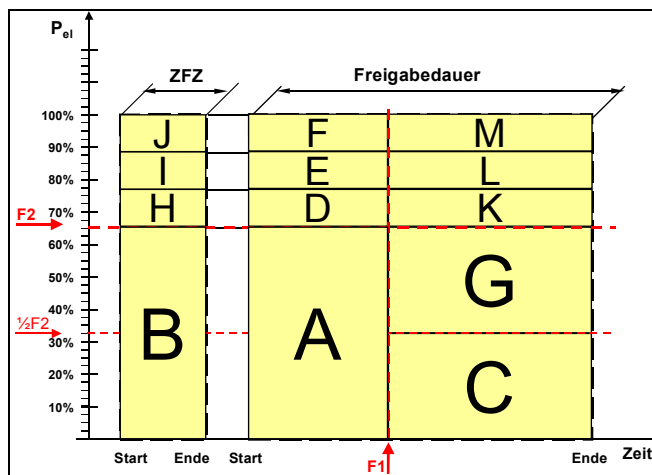 P_el
ZFZ
Freigabedauer
100%
90%
80%
70%
60%
50%
40%
30%
20%
10%
F2
½F2
J
I
H
B
F
E
D
A
M
L
K
G
C
Start
Ende
Start
F1
Ende
Zeit